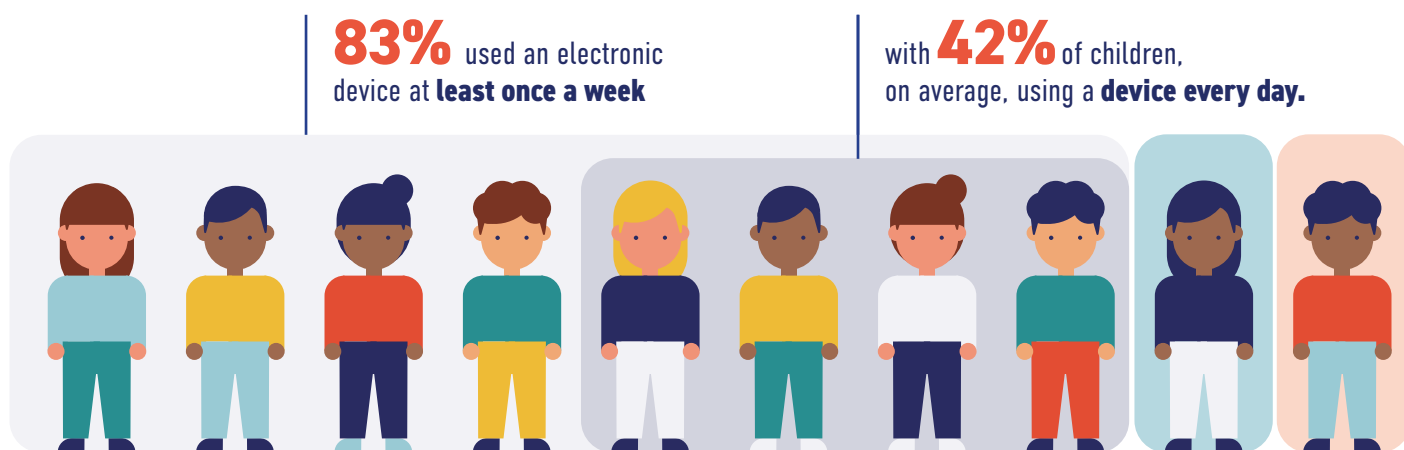 83% used an electronic
device at least once a week
with 42% of children,
on average, using a device every day.